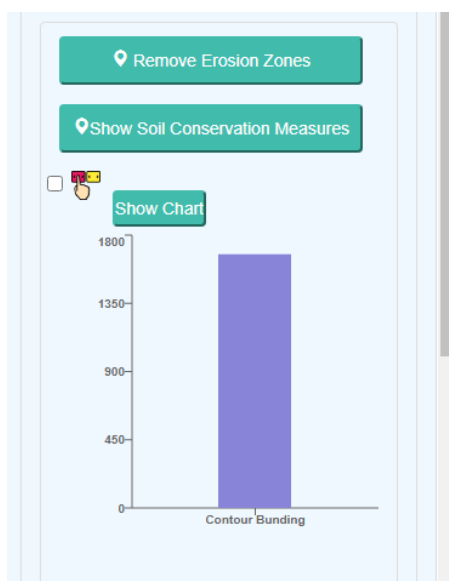 Remove Erosion Zones
Show Soil Conservation Measures
Show Chart
1800
1350
900
450
0
Contour Bunding